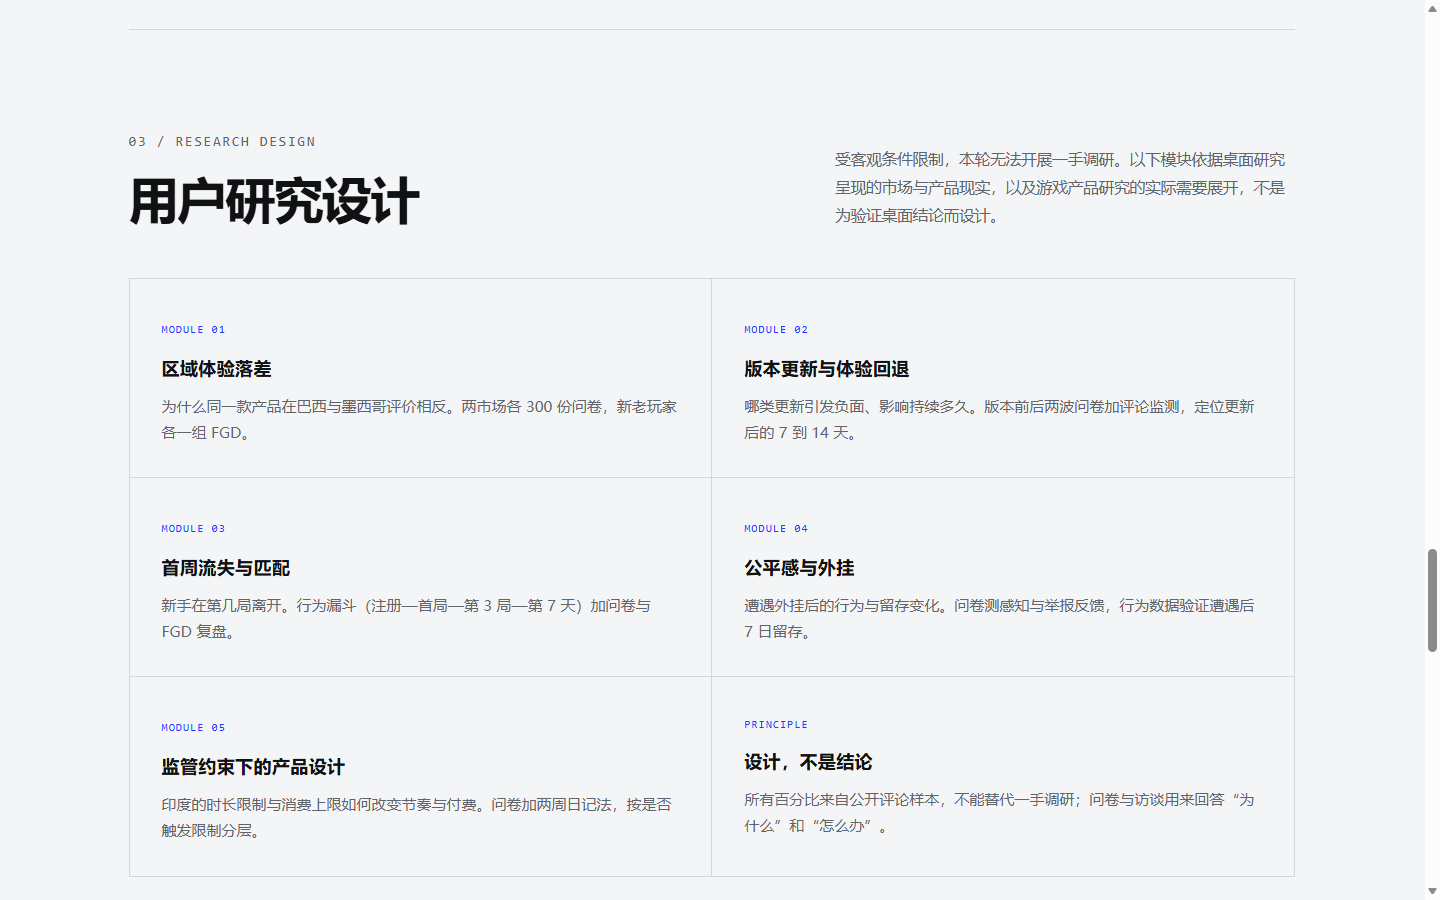 03 / RESEARCH DESIGN
用户研究设计
受客观条件限制，本轮无法开展一手调研。以下模块依据桌面研究
呈现的市场与产品现实，以及游戏产品研究的实际需要展开，不是
为验证桌面结论而设计。
MODULE 01
区域体验落差
为什么同一款产品在巴西与墨西哥评价相反。两市场各 300 份问卷，新老玩家
各一组 FGD。
MODULE 02
版本更新与体验回退
哪类更新引发负面、影响持续多久。版本前后两波问卷加评论监测，定位更新
后的 7 到 14 天。
MODULE 03
首周流失与匹配
新手在第几局离开。行为漏斗（注册—首局—第 3 局—第 7 天）加问卷与
FGD 复盘。
MODULE 04
公平感与外挂
遭遇外挂后的行为与留存变化。问卷测感知与举报反馈，行为数据验证遭遇后
7 日留存。
MODULE 05
监管约束下的产品设计
印度的时长限制与消费上限如何改变节奏与付费。问卷加两周日记法，按是否
触发限制分层。
PRINCIPLE
设计，不是结论
所有百分比来自公开评论样本，不能替代一手调研；问卷与访谈用来回答“为
什么”和“怎么办”。